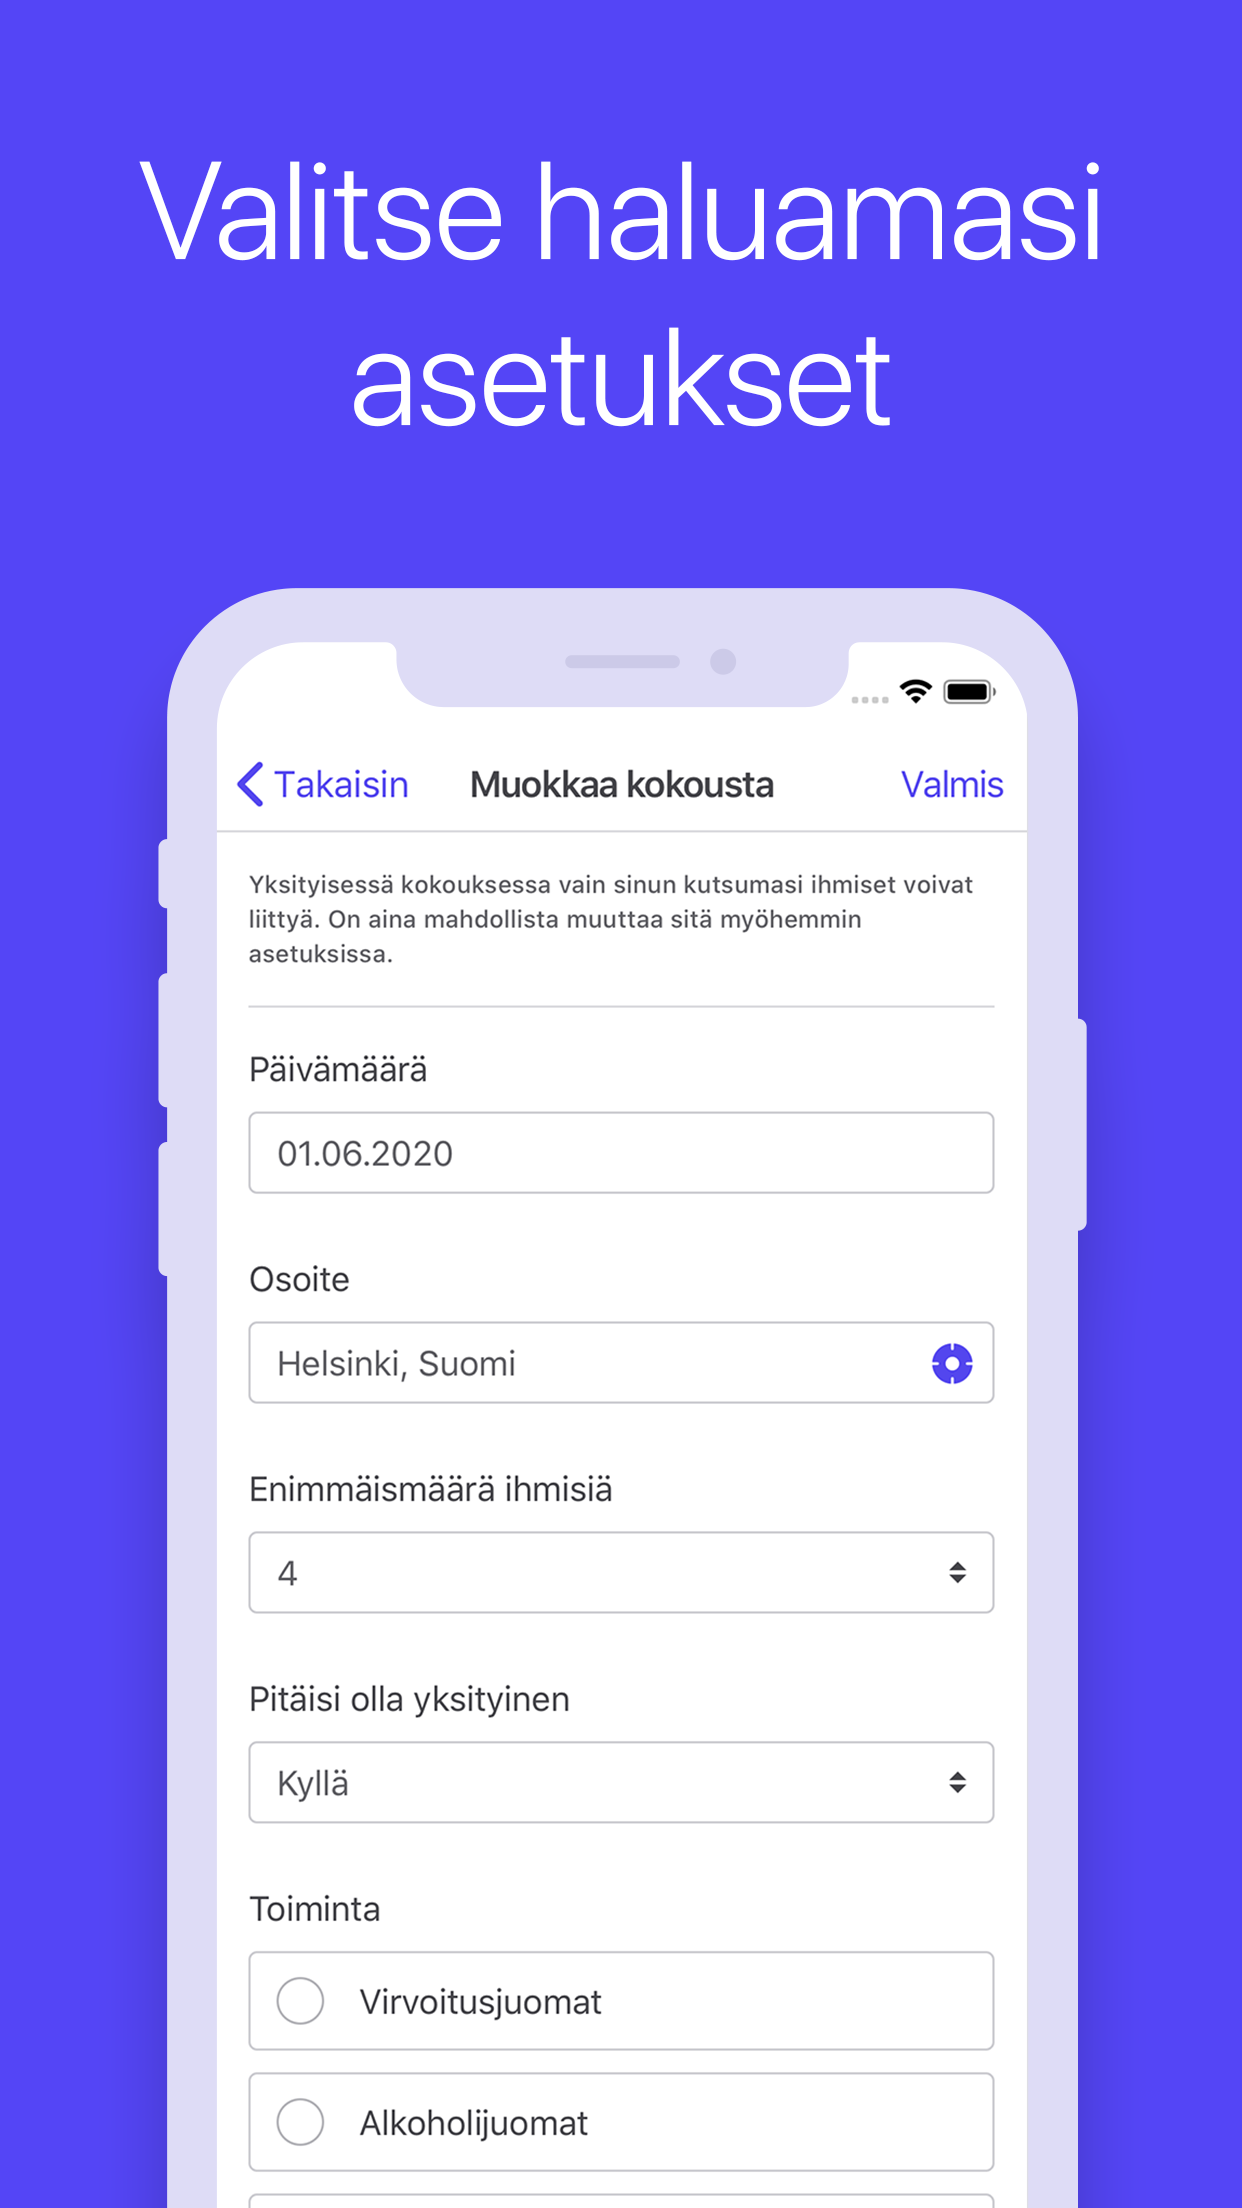 Valitse haluamasi
asetukset
Takaisin
Muokkaa kokousta
Valmis
Yksityisessä kokouksessa vain sinun kutsumasi ihmiset voivat
liittyä. On aina mahdollista muuttaa sitä myöhemmin
asetuksissa.
Päivämäärä
01.06.2020
Osoite
Helsinki, Suomi
Enimmäismäärä ihmisiä
4
Pitäisi olla yksityinen
Kyllä
Toiminta
Virvoitusjuomat
Alkoholijuomat